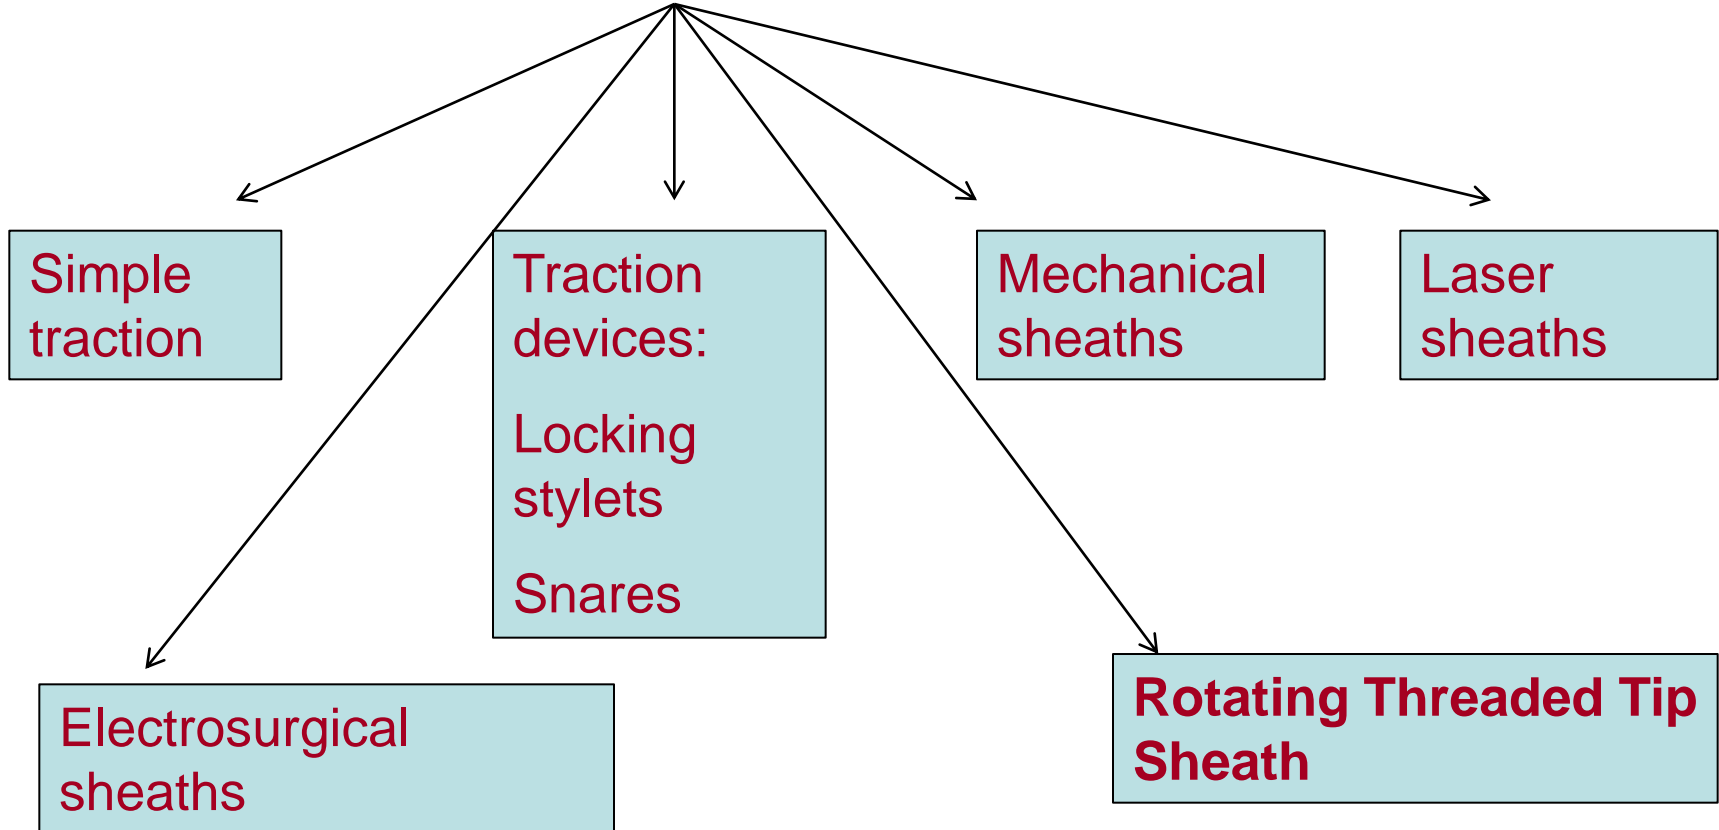 Simple
traction
Traction
devices:
Locking
stylets
Snares
Mechanical
sheaths
Laser
sheaths
Electrosurgical
sheaths
Rotating Threaded Tip
Sheath